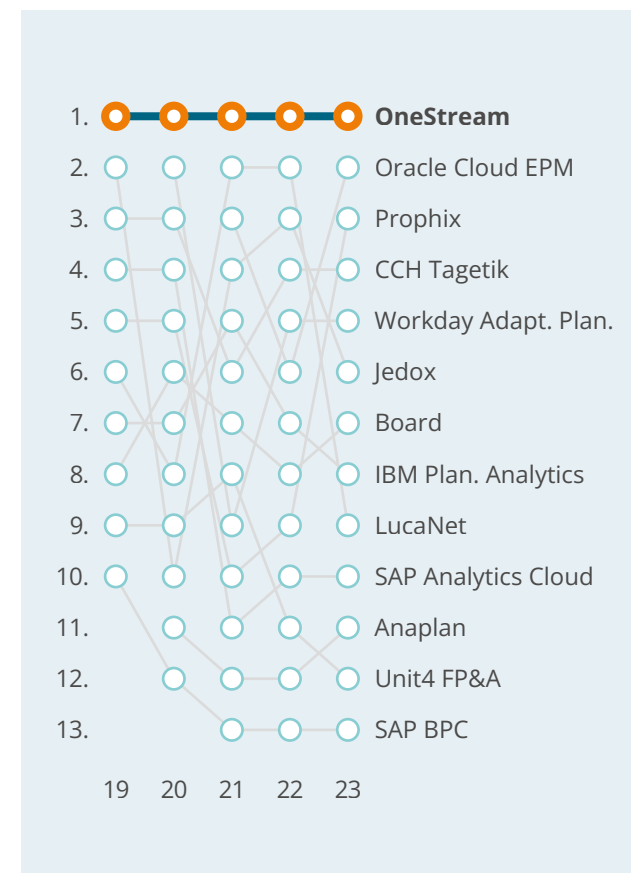 1. OneStream
2. Oracle Cloud EPM
3. Prophix
4. CCH Tagetik
5. Workday Adapt. Plan.
6. Jedox
7. Board
8. IBM Plan. Analytics
9. LucaNet
10. SAP Analytics Cloud
11. Anaplan
12. Unit4 FP&A
13. SAP BPC
19 20 21 22 23